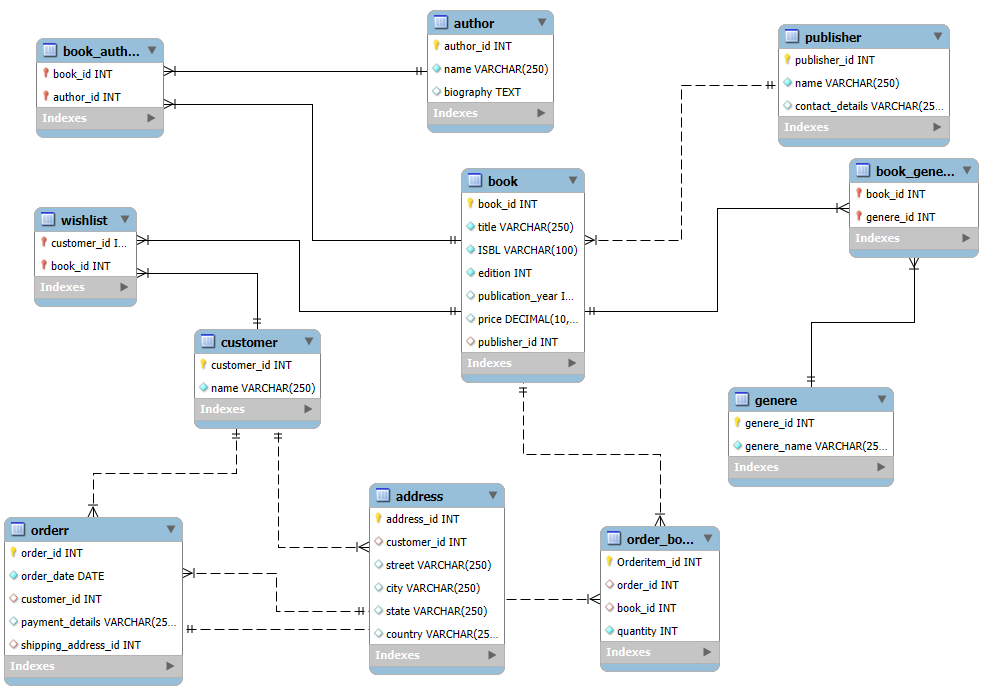 author
author_id INT
name VARCHAR(250)
biography TEXT
Indexes
publisher
publisher_id INT
name VARCHAR(250)
contact_details VARCHAR(25...
Indexes
book_auth...
book_id INT
author_id INT
Indexes
book
book_id INT
title VARCHAR(250)
ISBL VARCHAR(100)
edition INT
publication_year I...
price DECIMAL(10,...
publisher_id INT
Indexes
book_gene...
book_id INT
genere_id INT
Indexes
wishlist
customer_id I...
book_id INT
Indexes
customer
customer_id INT
name VARCHAR(250)
Indexes
genere
genere_id INT
genere_name VARCHAR(25...
Indexes
orderr
order_id INT
order_date DATE
customer_id INT
payment_details VARCHAR(25...
shipping_address_id INT
Indexes
address
address_id INT
customer_id INT
street VARCHAR(250)
city VARCHAR(250)
state VARCHAR(250)
country VARCHAR(25...
Indexes
order_bo...
Orderitem_id INT
order_id INT
book_id INT
quantity INT
Indexes